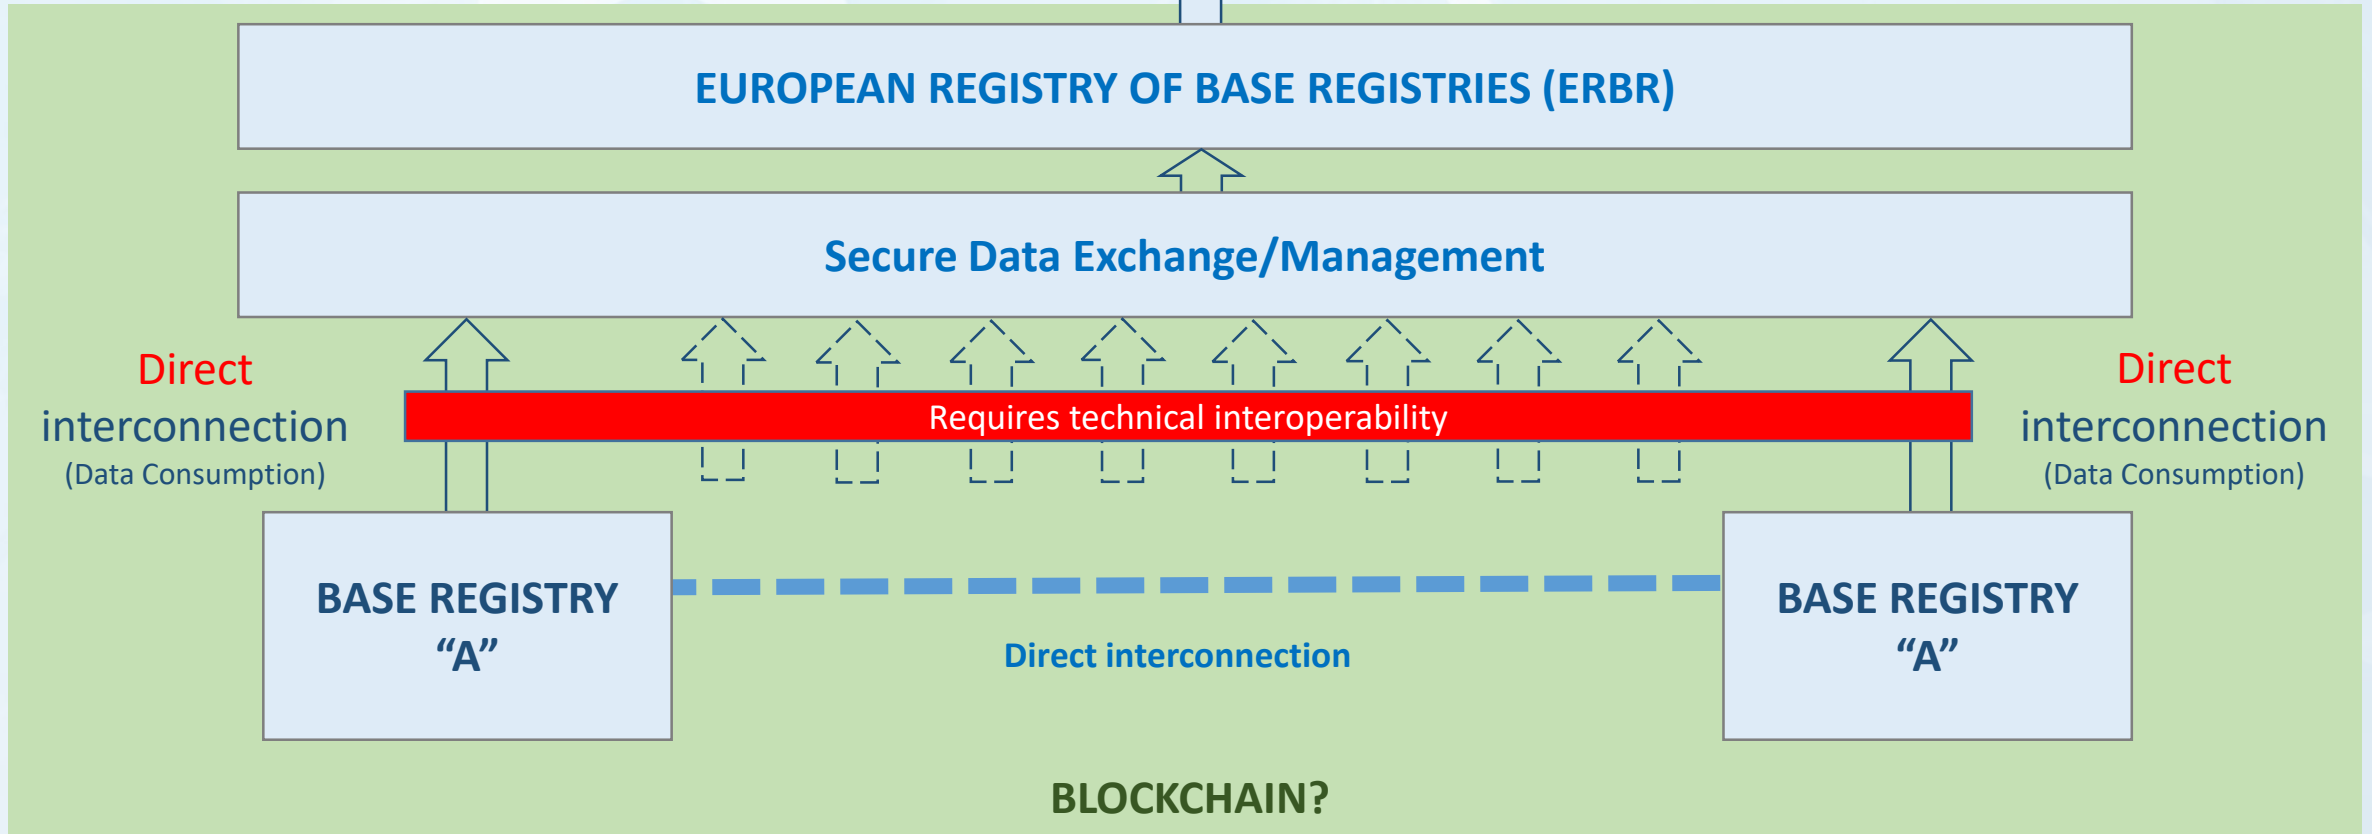 EUROPEAN REGISTRY OF BASE REGISTRIES (ERBR)
Secure Data Exchange/Management
Direct
interconnection
(Data Consumption)
Requires technical interoperability
Direct
interconnection
(Data Consumption)
BASE REGISTRY
“A”
Direct interconnection
BASE REGISTRY
“A”
BLOCKCHAIN?